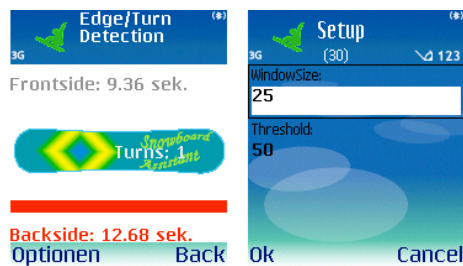 Edge/Turn
Detection
(*)
3G
Frontside: 9.36 sek.
Snowboard
Turns: 1
Assistant
Backside: 12.68 sek.
Optionen Back
Setup
(*)
3G
(30)
123
WindowSize:
25
Threshold:
50
Ok Cancel